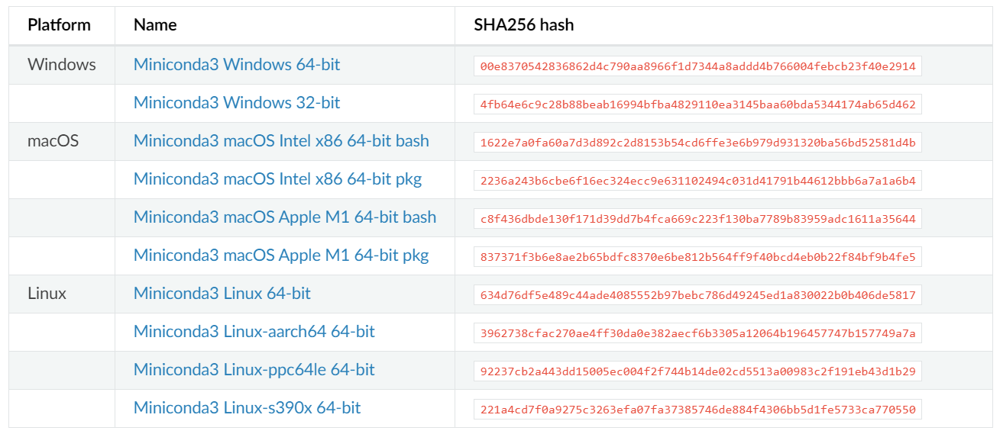 Platform Name SHA256 hash
Windows Miniconda3 Windows 64-bit 00e8370542836862d4c790aa8966f1d7344a8addd4b766004febcb23f40e2914
Miniconda3 Windows 32-bit 4fb64e6c9c28b88beab16994bfba4829110ea3145baa60bda5344174ab65d462
macOS Miniconda3 macOS Intel x86 64-bit bash 1622e7a0fa60a7d3d892c2d8153b54cd6ffe3e6b979d931320ba56bd52581d4b
Miniconda3 macOS Intel x86 64-bit pkg 2236a243b6cbe6f16ec324ecc9e631102494c031d41791b44612bbb6a7a1a6b4
Miniconda3 macOS Apple M1 64-bit bash c8f436dbde130f171d39dd7b4fca669c223f130ba7789b83959adc1611a35644
Miniconda3 macOS Apple M1 64-bit pkg 837371f3b6e8ae2b65bdfc8370e6be812b564ff9f40bcd4eb0b22f84bf9b4fe5
Linux Miniconda3 Linux 64-bit 634d76df5e489c44ade4085552b97bebc786d49245ed1a830022b0b406de5817
Miniconda3 Linux-aarch64 64-bit 3962738cfac270ae4ff30da0e382aecf6b3305a12064b196457747b157749a7a
Miniconda3 Linux-ppc64le 64-bit 92237cb2a443dd15005ec004f2f744b14de02cd5513a00983c2f191eb43d1b29
Miniconda3 Linux-s390x 64-bit 221a4cd7f0a9275c3263efa07fa37385746de884f4306bb5d1fe5733ca770550